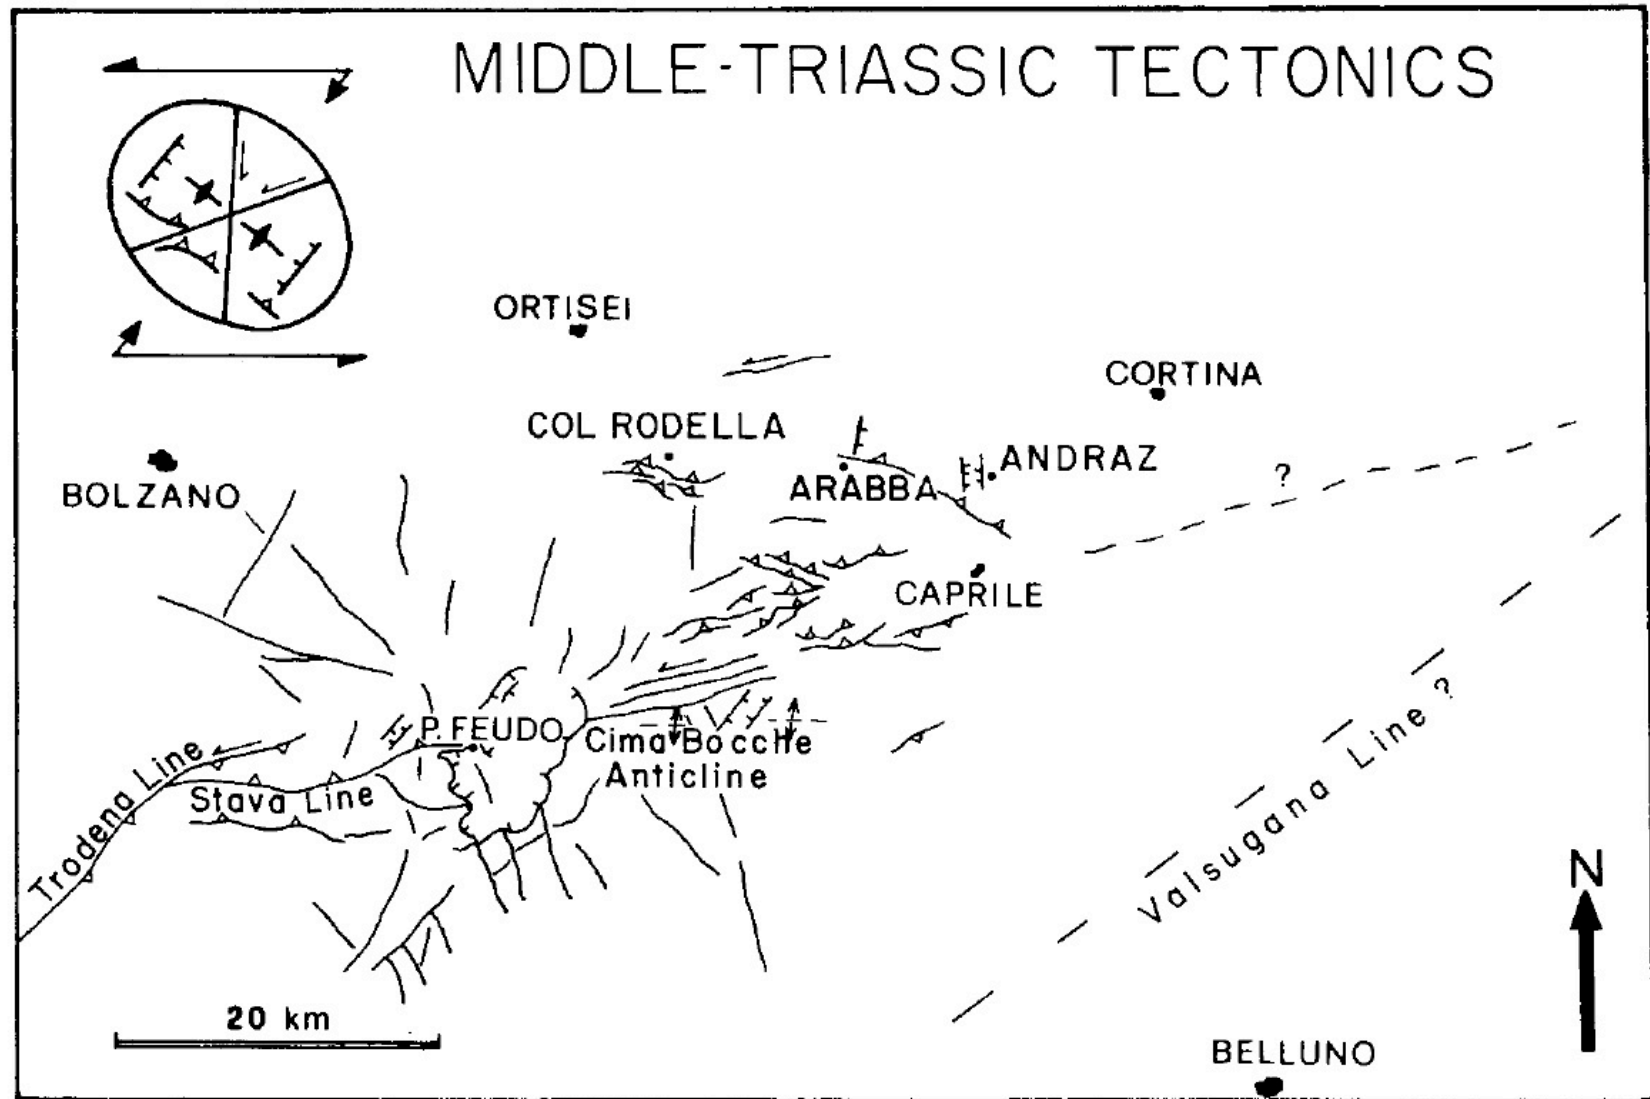 MIDDLE-TRIASSIC TECTONICS
ORTISEI
CORTINA
COL RODELLA
ANDRAZ
BOLZANO
ARABBA
?
CAPRILE
P. FEUDO
Cima Bocche
Anticline
Trodena Line
Stava Line
Valsugana Line ?
N
20 km
BELLUNO